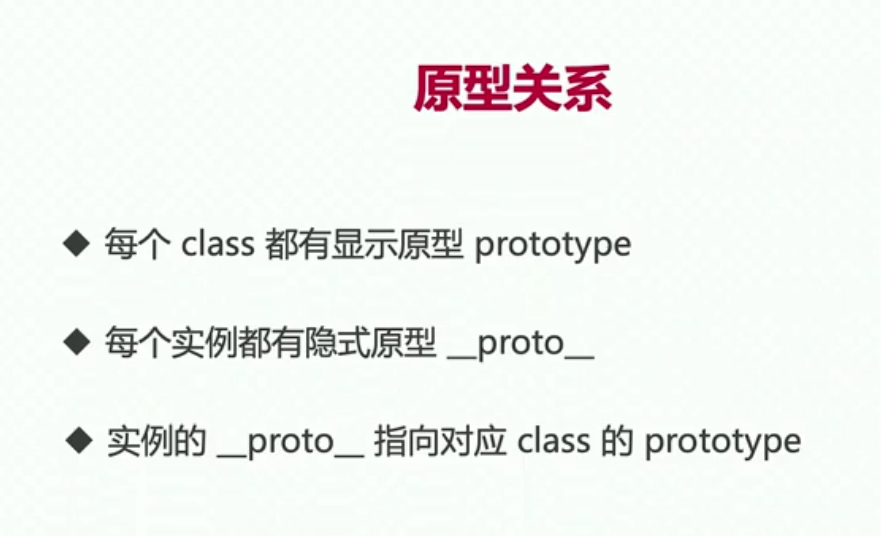 原型关系
◆ 每个 class 都有显示原型 prototype
◆ 每个实例都有隐式原型 __proto__
◆ 实例的 __proto__ 指向对应 class 的 prototype